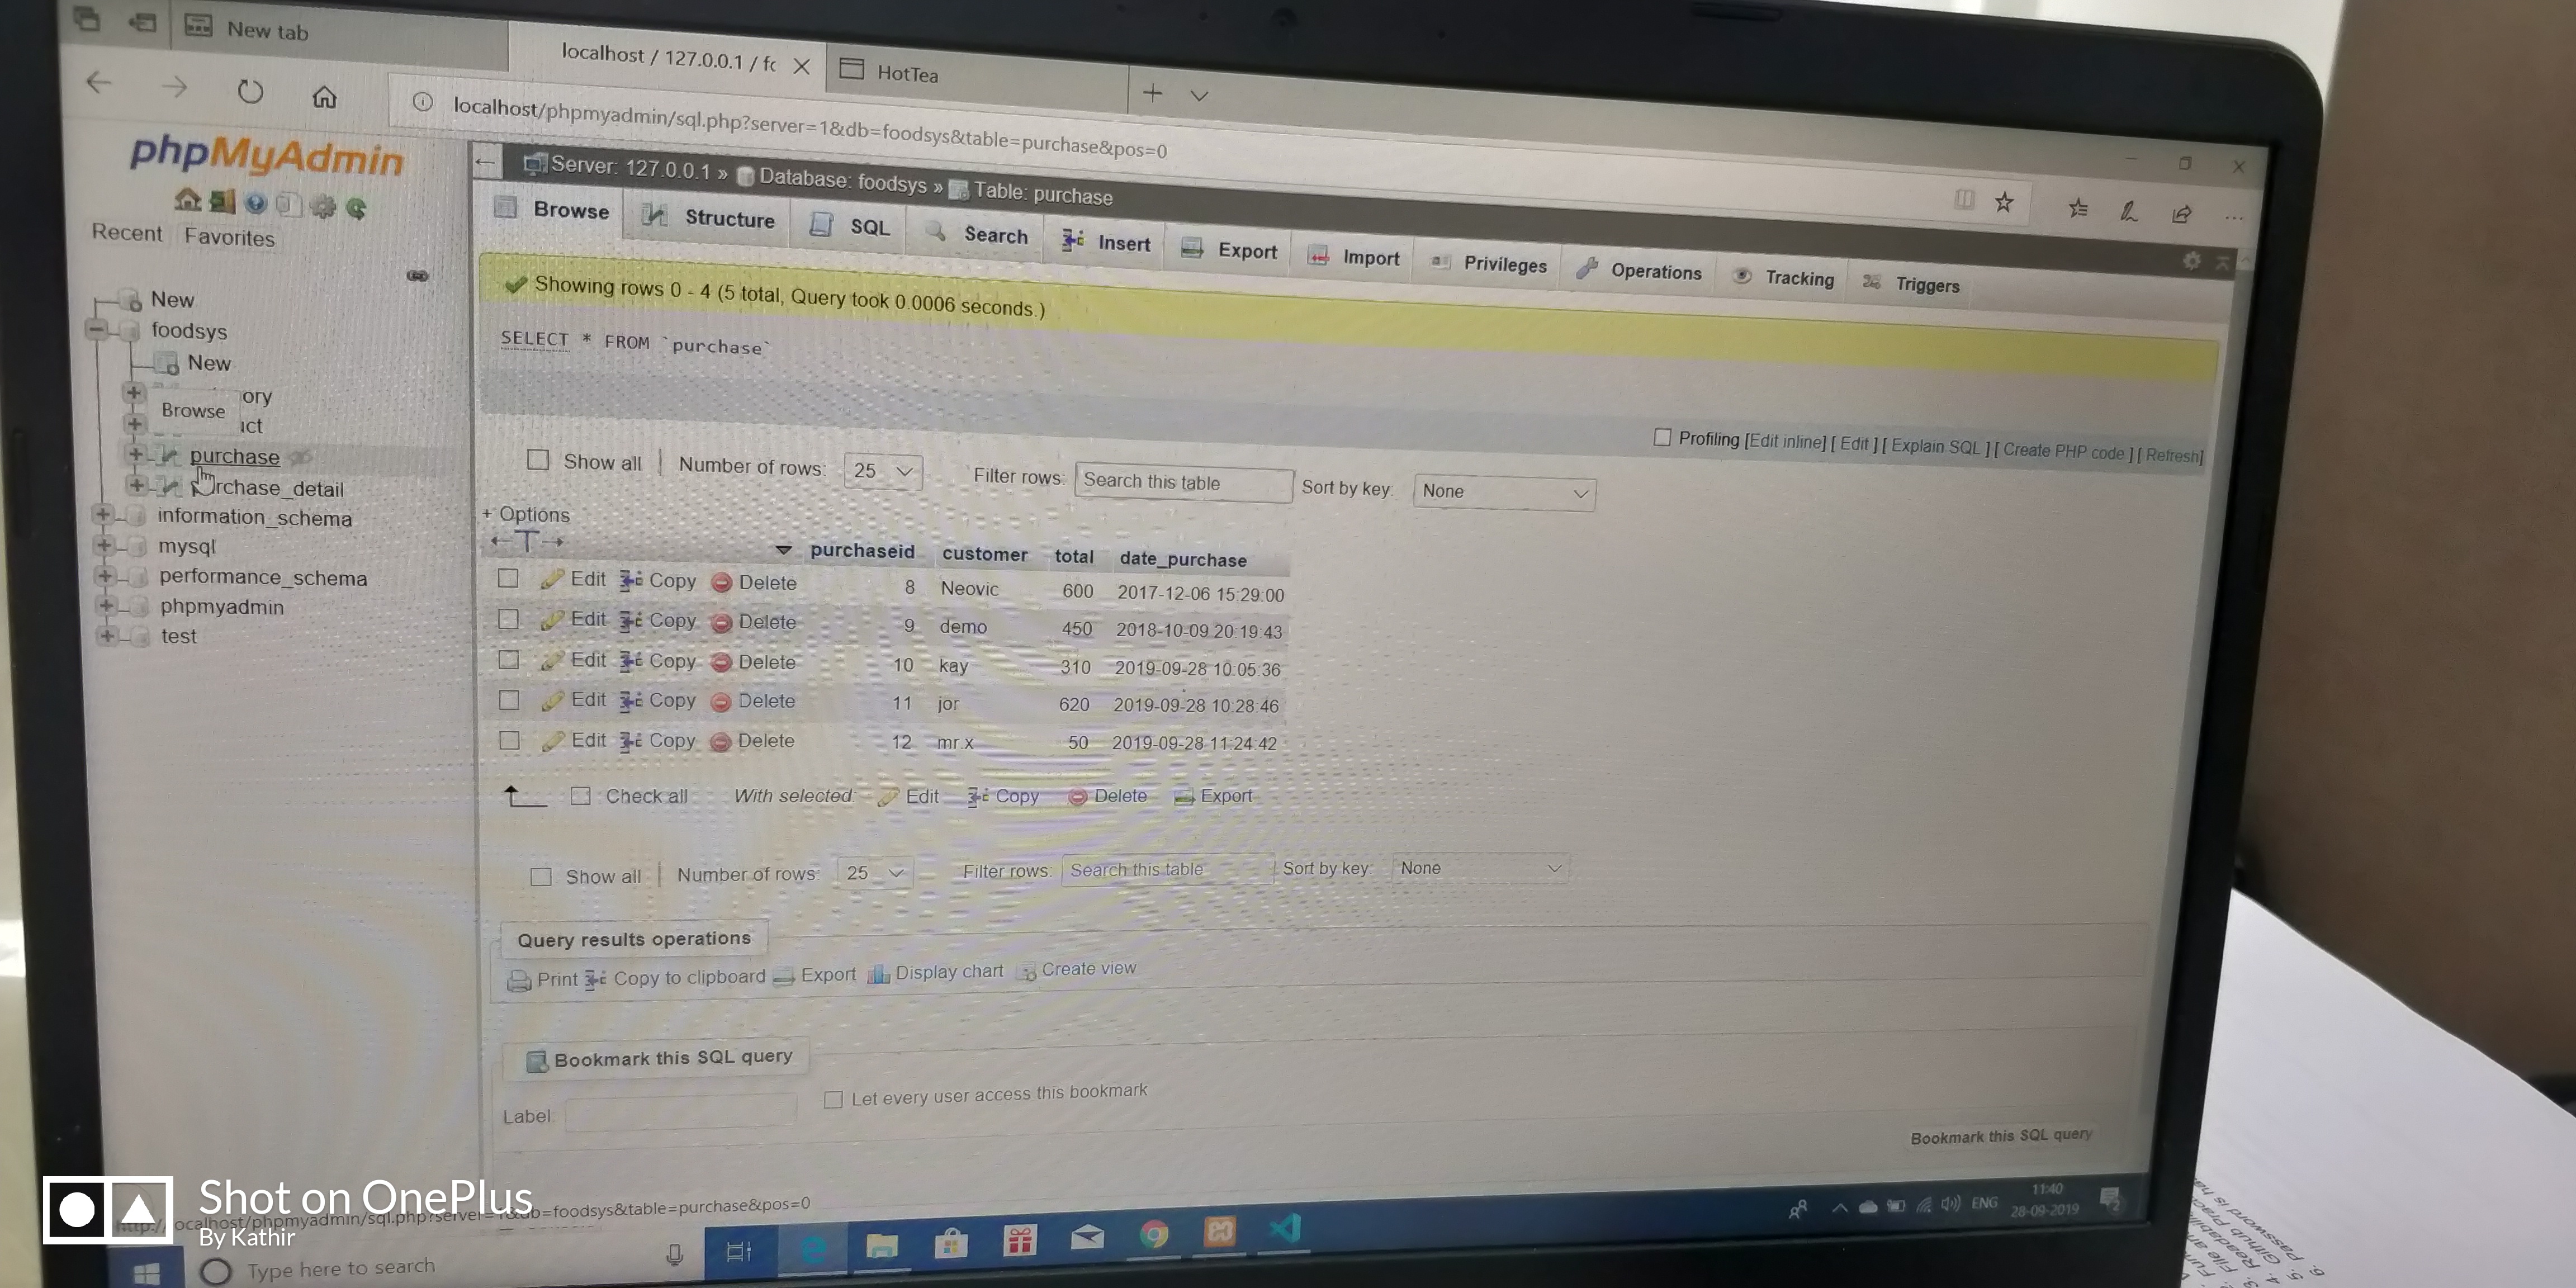 New tab
localhost / 127.0.0.1 / fc
HotTea
localhost/phpmyadmin/sql.php?server=1&db=foodsys&table=purchase&pos=0
phpMyAdmin
Recent Favorites
New
foodsys
New
ory
Browse
ict
purchase
rchase_detail
information_schema
mysql
performance_schema
phpmyadmin
test
Server: 127.0.0.1 » Database: foodsys » Table: purchase
Browse Structure SQL Search Insert Export Import Privileges Operations Tracking Triggers
Showing rows 0 - 4 (5 total, Query took 0.0006 seconds.)
SELECT * FROM `purchase`
Profiling [Edit inline] [ Edit ] [ Explain SQL ] [ Create PHP code ] [ Refresh]
Show all | Number of rows: 25 Filter rows: Search this table Sort by key: None
+ Options
←T→ purchaseid customer total date_purchase
Edit Copy Delete 8 Neovic 600 2017-12-06 15:29:00
Edit Copy Delete 9 demo 450 2018-10-09 20:19:43
Edit Copy Delete 10 kay 310 2019-09-28 10:05:36
Edit Copy Delete 11 jor 620 2019-09-28 10:28:46
Edit Copy Delete 12 mr.x 50 2019-09-28 11:24:42
Check all With selected: Edit Copy Delete Export
Show all | Number of rows: 25 Filter rows: Search this table Sort by key: None
Query results operations
Print Copy to clipboard Export Display chart Create view
Bookmark this SQL query
Label: Let every user access this bookmark
Bookmark this SQL query
Shot on OnePlus
By Kathir
localhost/phpmyadmin/sql.php?server=1&db=foodsys&table=purchase&pos=0
Type here to search
ENG
11:40
28-09-2019
2
4. Github
5. Password is
6.